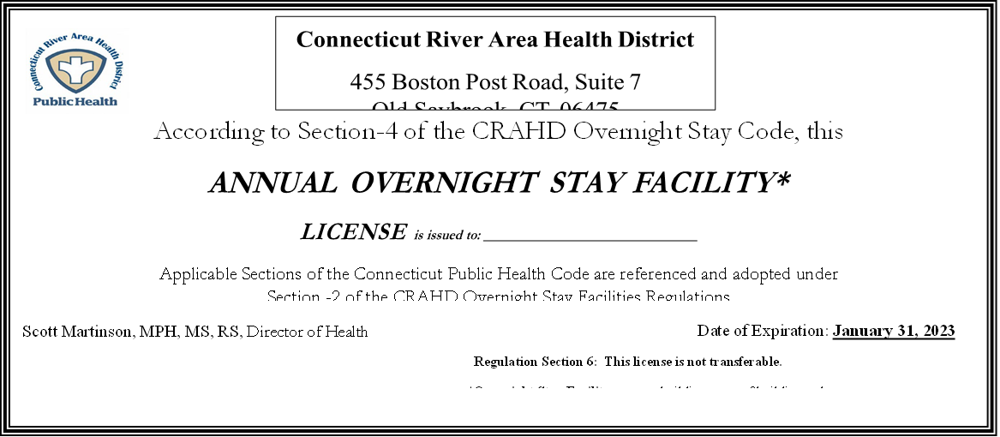 Connecticut River Area Health District
Public Health
Connecticut River Area Health District
455 Boston Post Road, Suite 7
Old Saybrook, CT 06475
According to Section-4 of the CRAHD Overnight Stay Code, this
ANNUAL OVERNIGHT STAY FACILITY*
LICENSE is issued to:
Applicable Sections of the Connecticut Public Health Code are referenced and adopted under
Section -2 of the CRAHD Overnight Stay Facilities Regulations
Scott Martinson, MPH, MS, RS, Director of Health
Date of Expiration: January 31, 2023
Regulation Section 6: This license is not transferable.